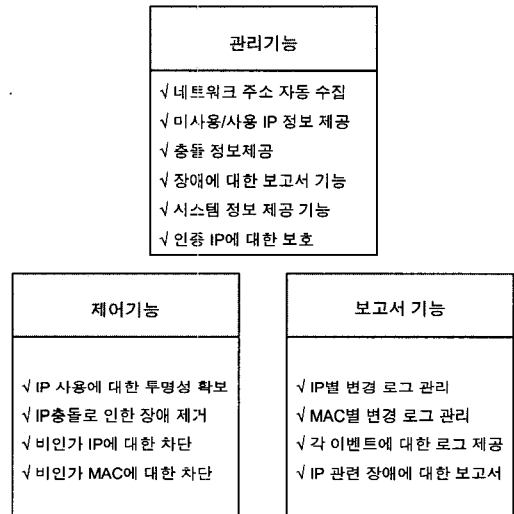 관리기능
√ 네트워크 주소 자동 수집
√ 미사용/사용 IP 정보 제공
√ 충돌 정보제공
√ 장애에 대한 보고서 기능
√ 시스템 정보 제공 기능
√ 인증 IP에 대한 보호
제어기능
√ IP 사용에 대한 투명성 확보
√ IP충돌로 인한 장애 제거
√ 비인가 IP에 대한 차단
√ 비인가 MAC에 대한 차단
보고서 기능
√ IP별 변경 로그 관리
√ MAC별 변경 로그 관리
√ 각 이벤트에 대한 로그 제공
√ IP 관련 장애에 대한 보고서